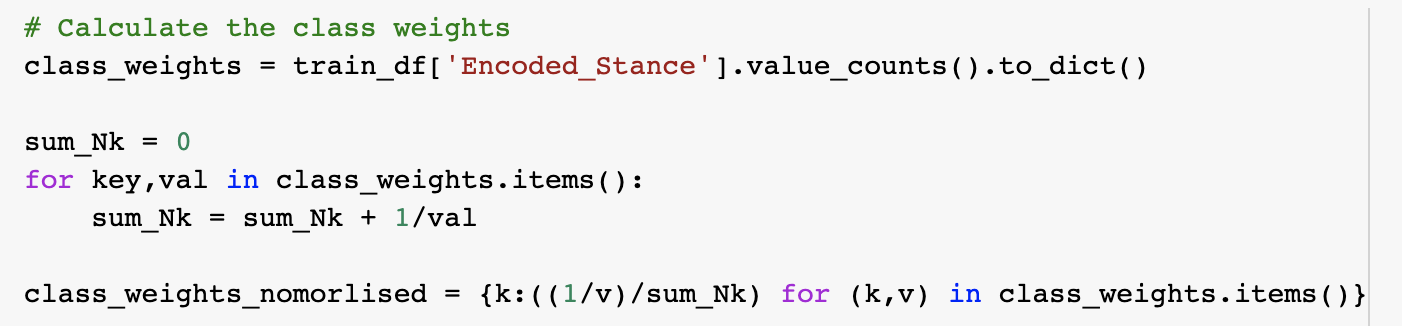 # Calculate the class weights
class_weights = train_df['Encoded_Stance'].value_counts().to_dict()
sum_Nk = 0
for key,val in class_weights.items():
    sum_Nk = sum_Nk + 1/val
class_weights_nomorlised = {k:((1/v)/sum_Nk) for (k,v) in class_weights.items()}